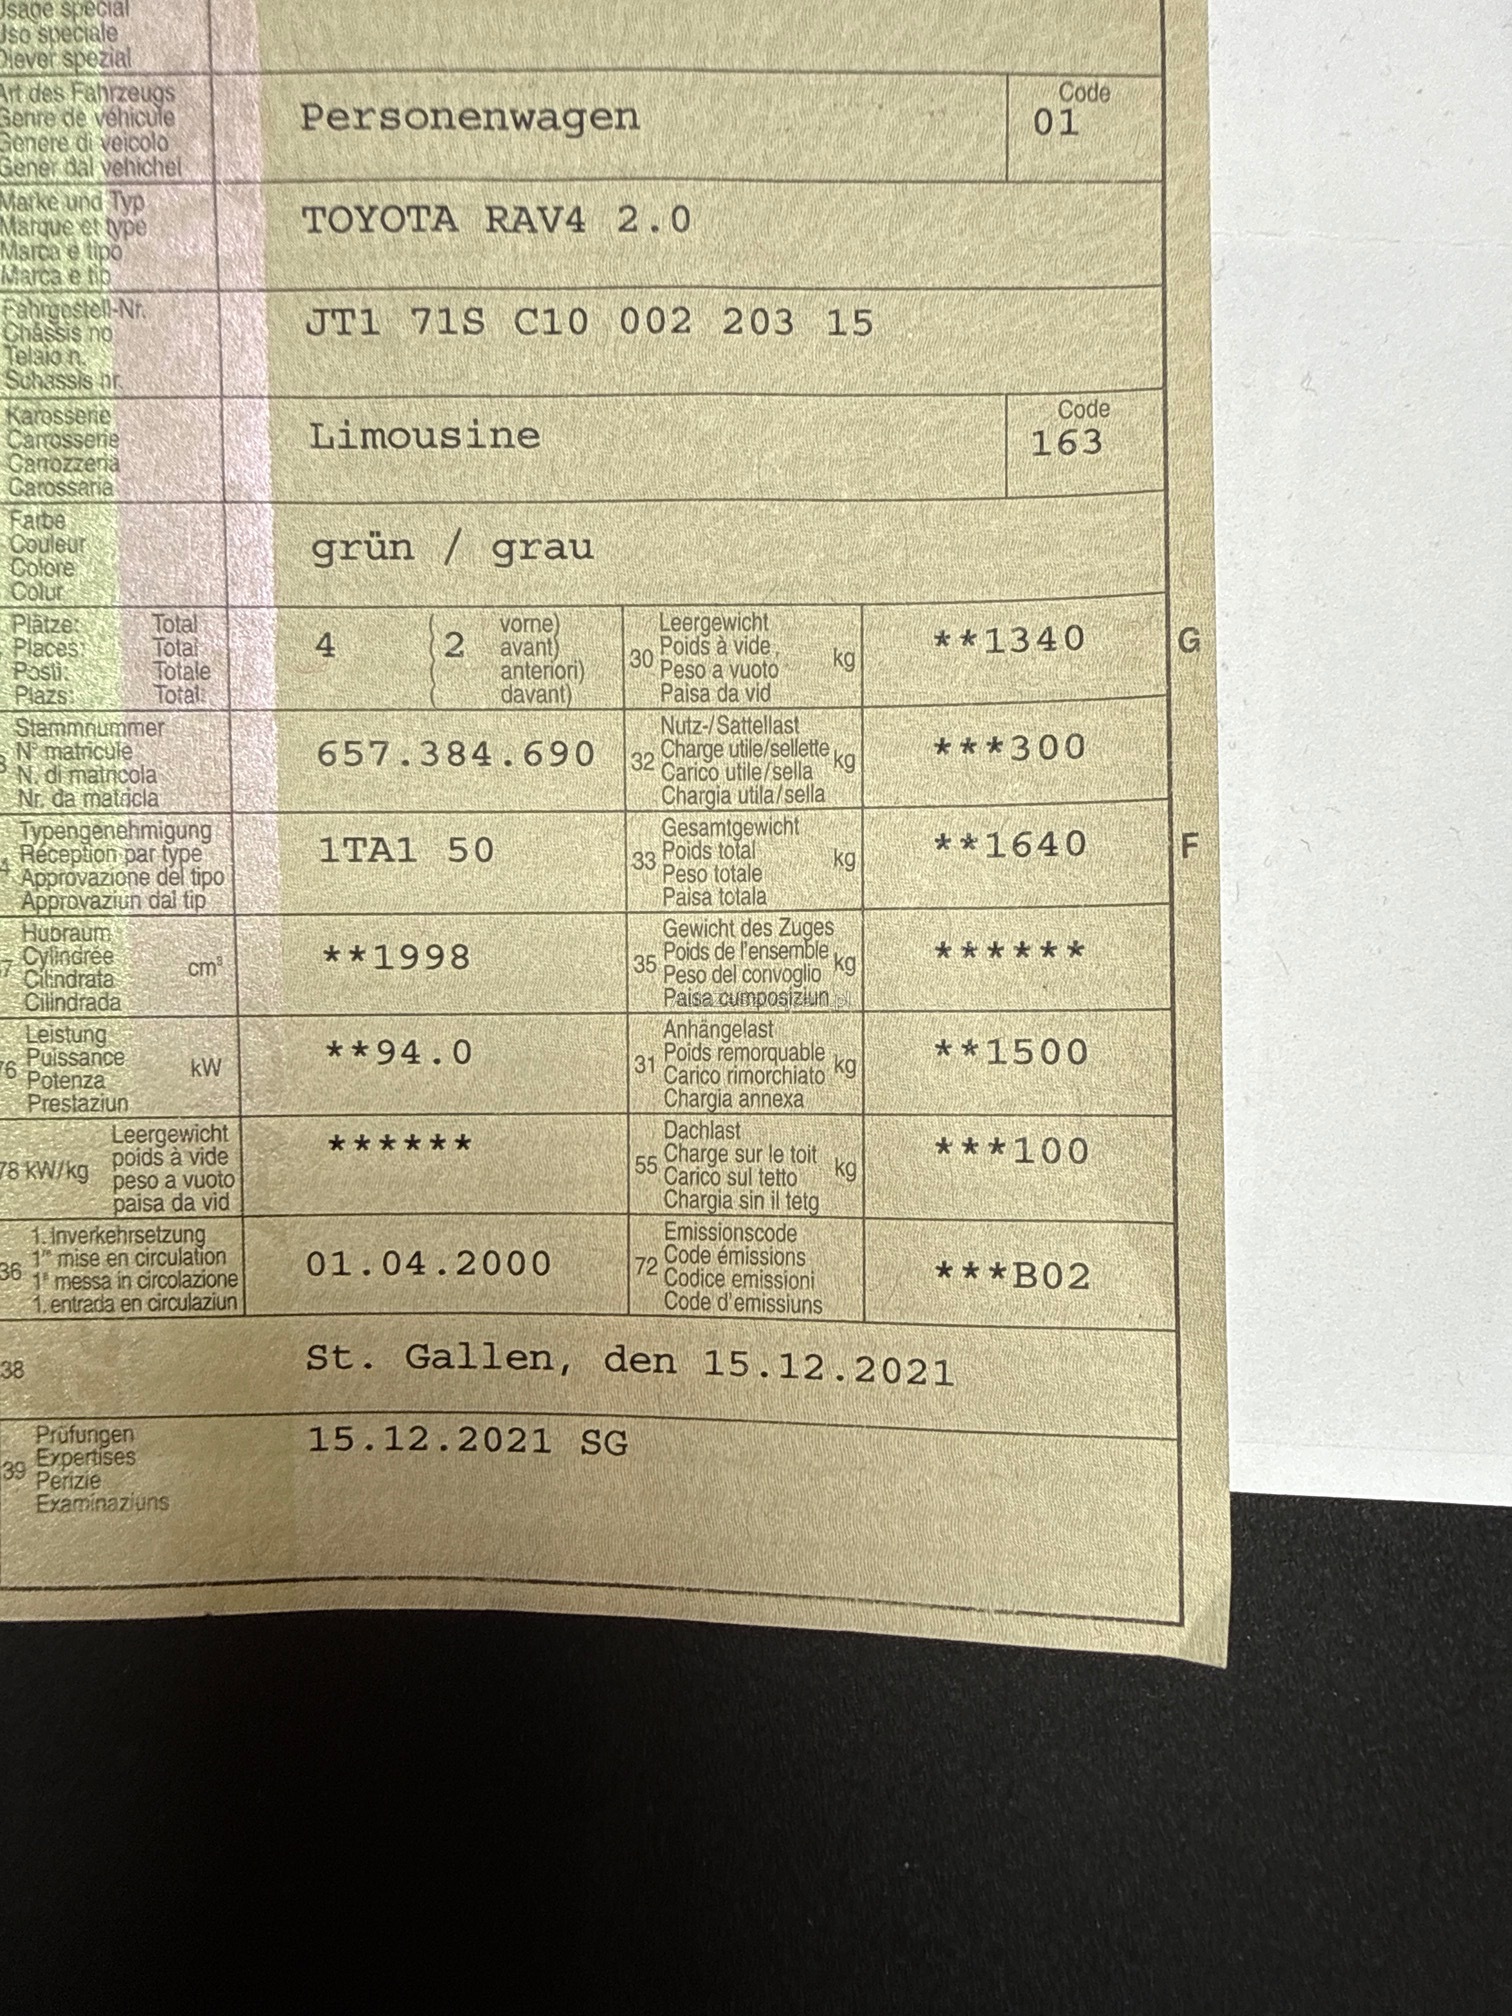 Usage spécial
Uso speciale
Diever spezial
Art des Fahrzeugs
Genre de véhicule
Genere di veicolo
Gener dal vehichel
Personenwagen
Code
01
Marke und Typ
Marque et type
Marca e tipo
Marca e tip
TOYOTA RAV4 2.0
Fahrgestell-Nr.
Châssis no
Telaio n.
Schassis nr.
JT1 71S C10 002 203 15
Karosserie
Carrosserie
Carrozzeria
Carossaria
Limousine
Code
163
Farbe
Couleur
Colore
Colur
grün / grau
Plätze: Total
Places: Total
Posti: Totale
Plazs: Total:
4 ( 2 vorne)
avant)
anteriori)
davant)
30 Leergewicht
Poids à vide
Peso a vuoto
Paisa da vid
kg
**1340
G
Stammnummer
N° matricule
N. di matricola
Nr. da matricla
657.384.690
32 Nutz-/Sattellast
Charge utile/sellette
Carico utile/sella
Chargia utila/sella
kg
***300
Typengenehmigung
Réception par type
Approvazione del tipo
Approvaziun dal tip
1TA1 50
33 Gesamtgewicht
Poids total
Peso totale
Paisa totala
kg
**1640
F
7 Hubraum
Cylindrée
Cilindrata
Cilindrada
cm³
**1998
35 Gewicht des Zuges
Poids de l'ensemble
Peso del convoglio
Paisa cumposiziun
kg
******
76 Leistung
Puissance
Potenza
Prestaziun
kW
**94.0
31 Anhängelast
Poids remorquable
Carico rimorchiato
Chargia annexa
kg
**1500
78 kW/kg
Leergewicht
poids à vide
peso a vuoto
paisa da vid
******
55 Dachlast
Charge sur le toit
Carico sul tetto
Chargia sin il tetg
kg
***100
36 1. Inverkehrsetzung
1re mise en circulation
1a messa in circolazione
1. entrada en circulaziun
01.04.2000
72 Emissionscode
Code émissions
Codice emissioni
Code d'emissiuns
***B02
38
St. Gallen, den 15.12.2021
39 Prüfungen
Expertises
Perizie
Examinaziuns
15.12.2021 SG